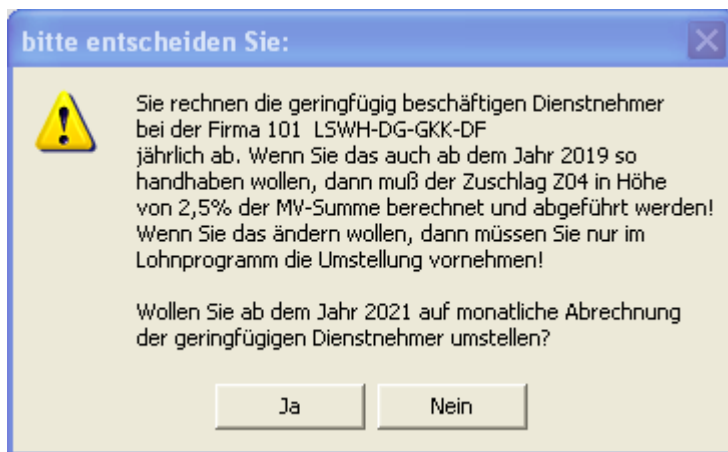 bitte entscheiden Sie:
Sie rechnen die geringfügig beschäftigen Dienstnehmer
bei der Firma 101 LSWH-DG-GKK-DF
jährlich ab. Wenn Sie das auch ab dem Jahr 2019 so
handhaben wollen, dann muß der Zuschlag Z04 in Höhe
von 2,5% der MV-Summe berechnet und abgeführt werden!
Wenn Sie das ändern wollen, dann müssen Sie nur im
Lohnprogramm die Umstellung vornehmen!
Wollen Sie ab dem Jahr 2021 auf monatliche Abrechnung
der geringfügigen Dienstnehmer umstellen?
Ja Nein